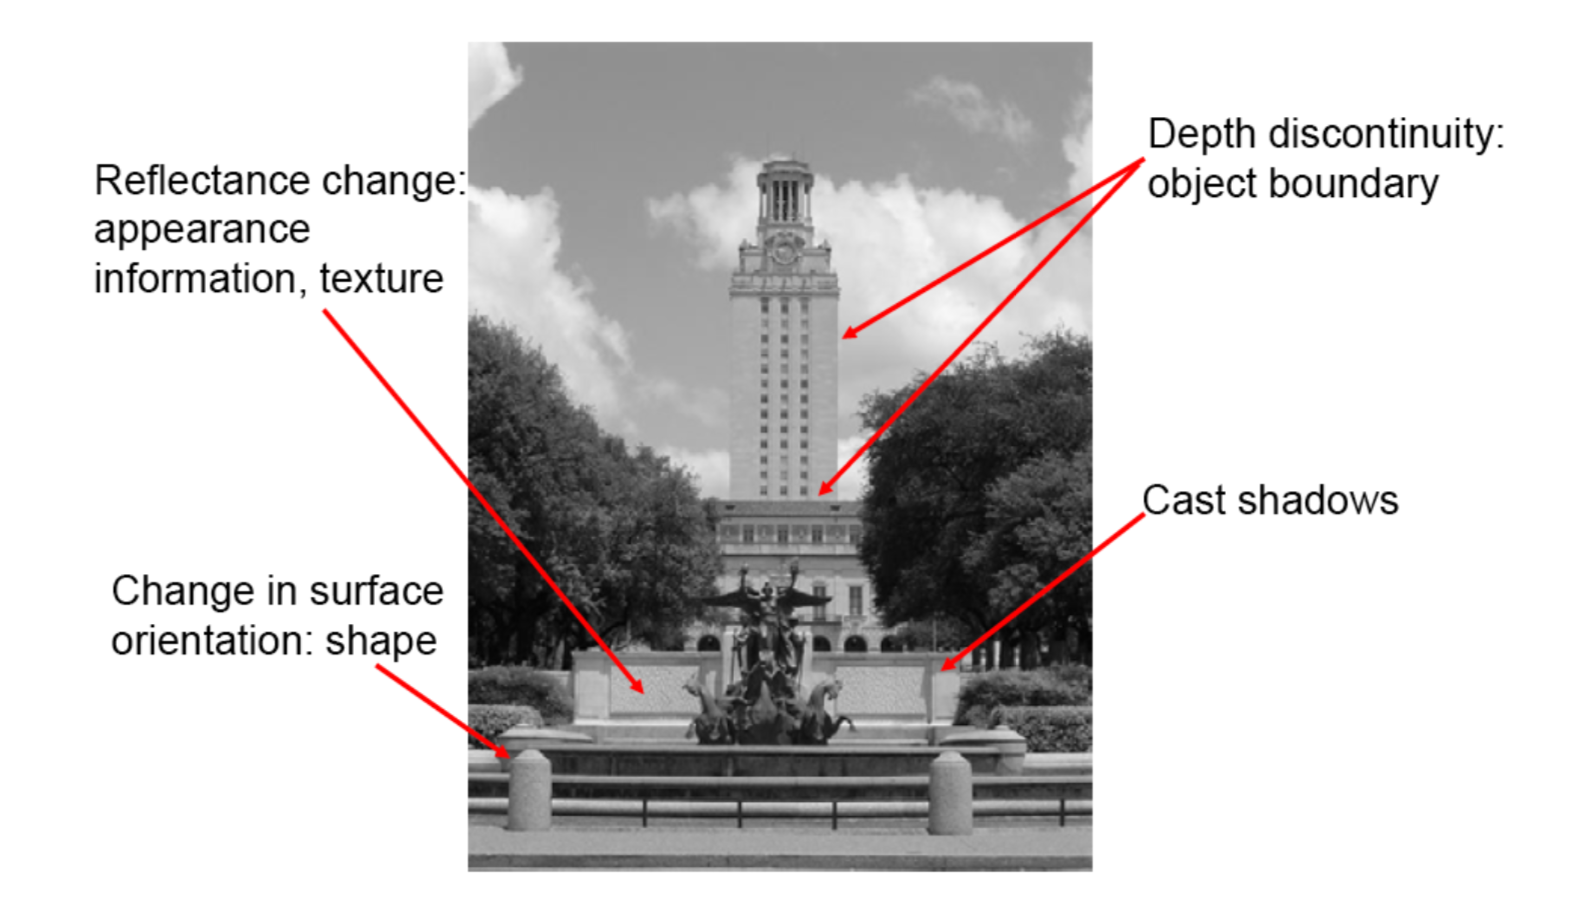 Reflectance change:
appearance
information, texture
Change in surface
orientation: shape
Depth discontinuity:
object boundary
Cast shadows